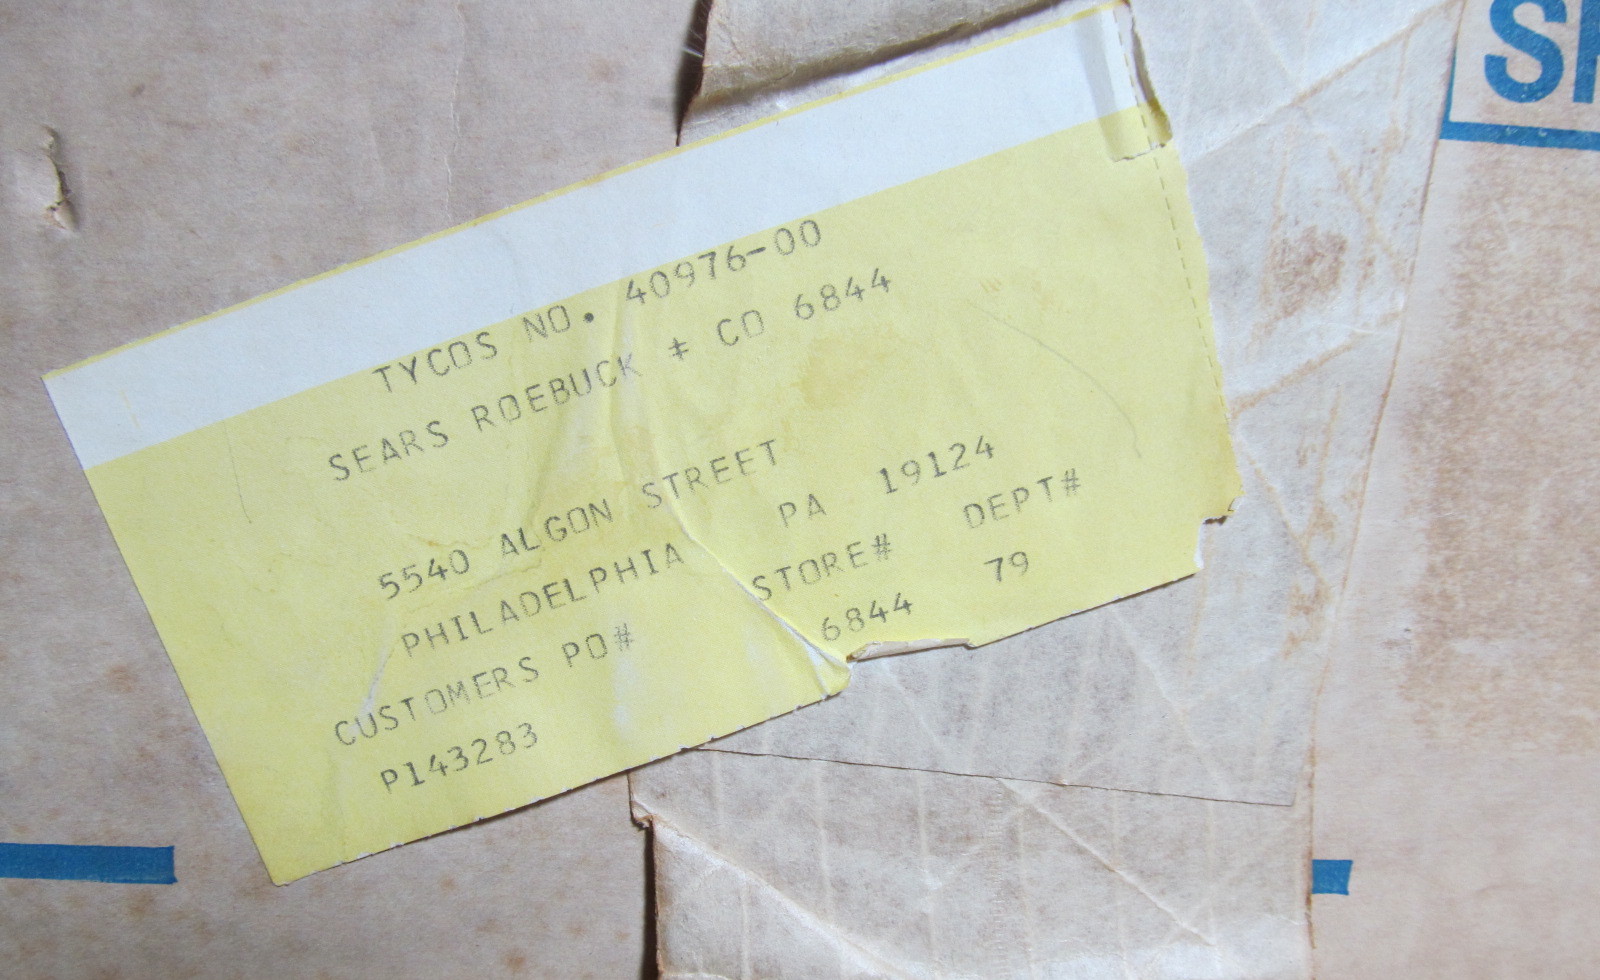 TYCOS NO. 40976-00
SEARS ROEBUCK ‡ CO 6844
5540 ALGON STREET
PHILADELPHIA PA 19124
CUSTOMERS PO# STORE# DEPT#
P143283 6844 79